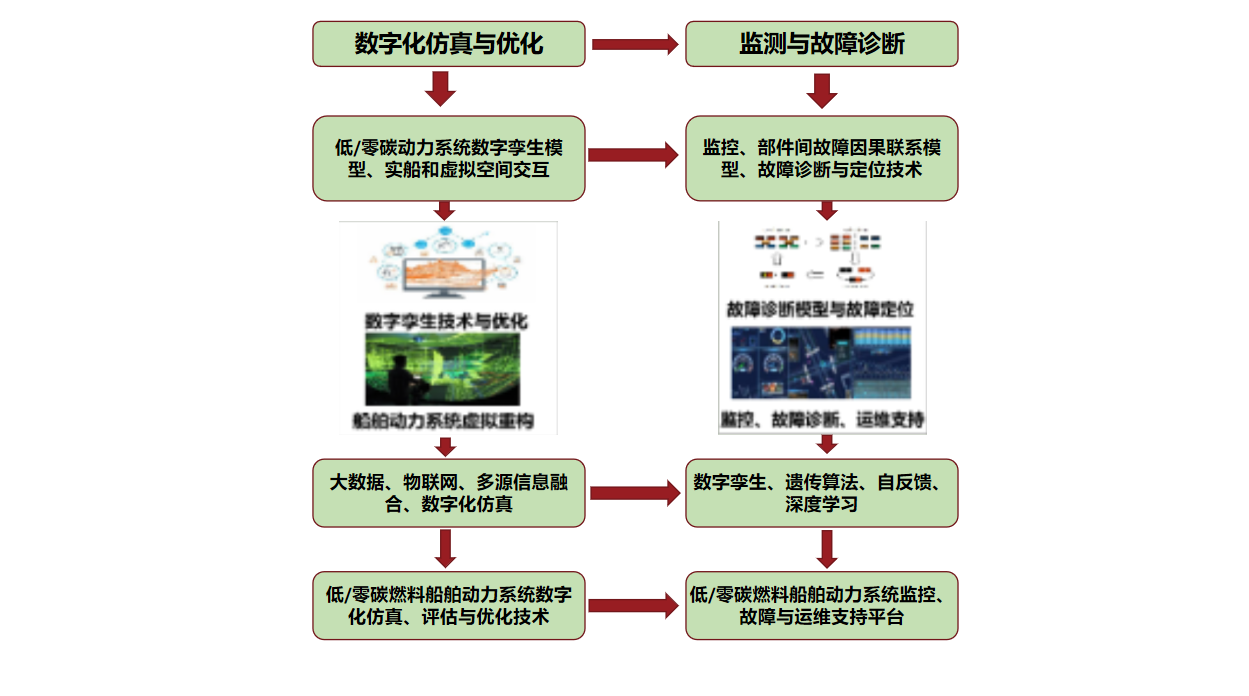 数字化仿真与优化
监测与故障诊断
低/零碳动力系统数字孪生模
型、实船和虚拟空间交互
监控、部件间故障因果联系模
型、故障诊断与定位技术
数字孪生技术与优化
船舶动力系统虚拟重构
故障诊断模型与故障定位
监控、故障诊断、运维支持
大数据、物联网、多源信息融
合、数字化仿真
数字孪生、遗传算法、自反馈、
深度学习
低/零碳燃料船舶动力系统数字
化仿真、评估与优化技术
低/零碳燃料船舶动力系统监控、
故障与运维支持平台